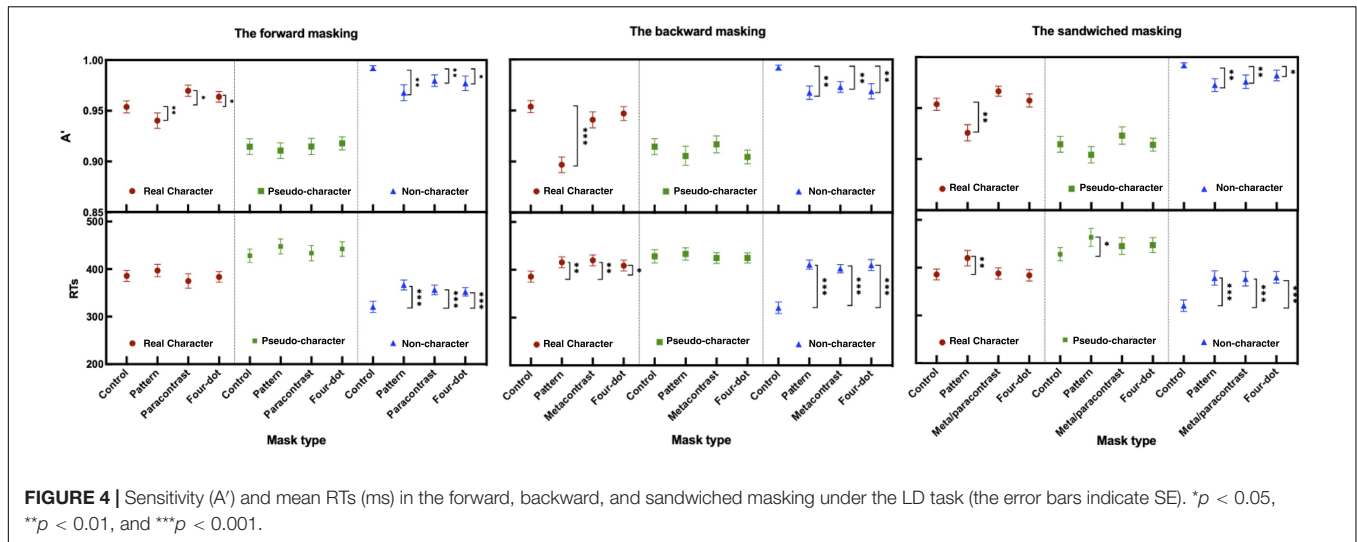 The forward masking
The backward masking
The sandwiched masking
1.00
0.95
0.90
0.85
A'
** * * ** ** *
*** ** ** **
** ** ** *
Real Character Pseudo-character Non-character
Real Character Pseudo-character Non-character
Real Character Pseudo-character Non-character
500
400
300
200
RTs
*** *** ***
** ** * *** *** ***
** * *** *** ***
Real Character Pseudo-character Non-character
Real Character Pseudo-character Non-character
Real Character Pseudo-character Non-character
Control Pattern Paracontrast Four-dot Control Pattern Paracontrast Four-dot Control Pattern Paracontrast Four-dot
Control Pattern Metacontrast Four-dot Control Pattern Metacontrast Four-dot Control Pattern Metacontrast Four-dot
Control Pattern Meta/paracontrast Four-dot Control Pattern Meta/paracontrast Four-dot Control Pattern Meta/paracontrast Four-dot
Mask type
Mask type
Mask type
FIGURE 4 | Sensitivity (A′) and mean RTs (ms) in the forward, backward, and sandwiched masking under the LD task (the error bars indicate SE). *p < 0.05,
**p < 0.01, and ***p < 0.001.